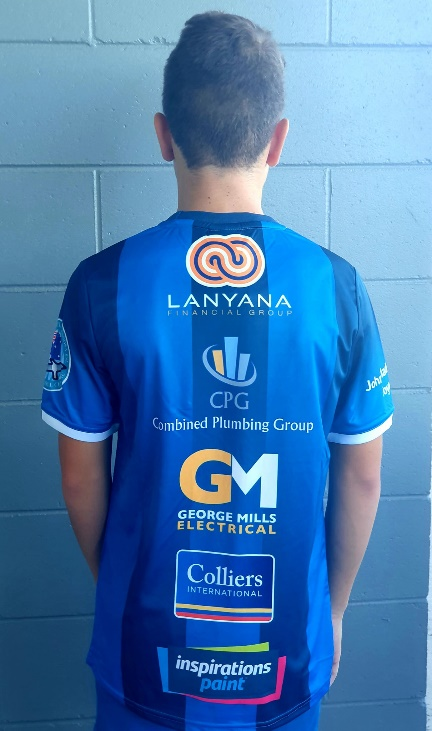 LANYANA
FINANCIAL GROUP
CPG
Combined Plumbing Group
GM
GEORGE MILLS
ELECTRICAL
Colliers
INTERNATIONAL
inspirations
paint